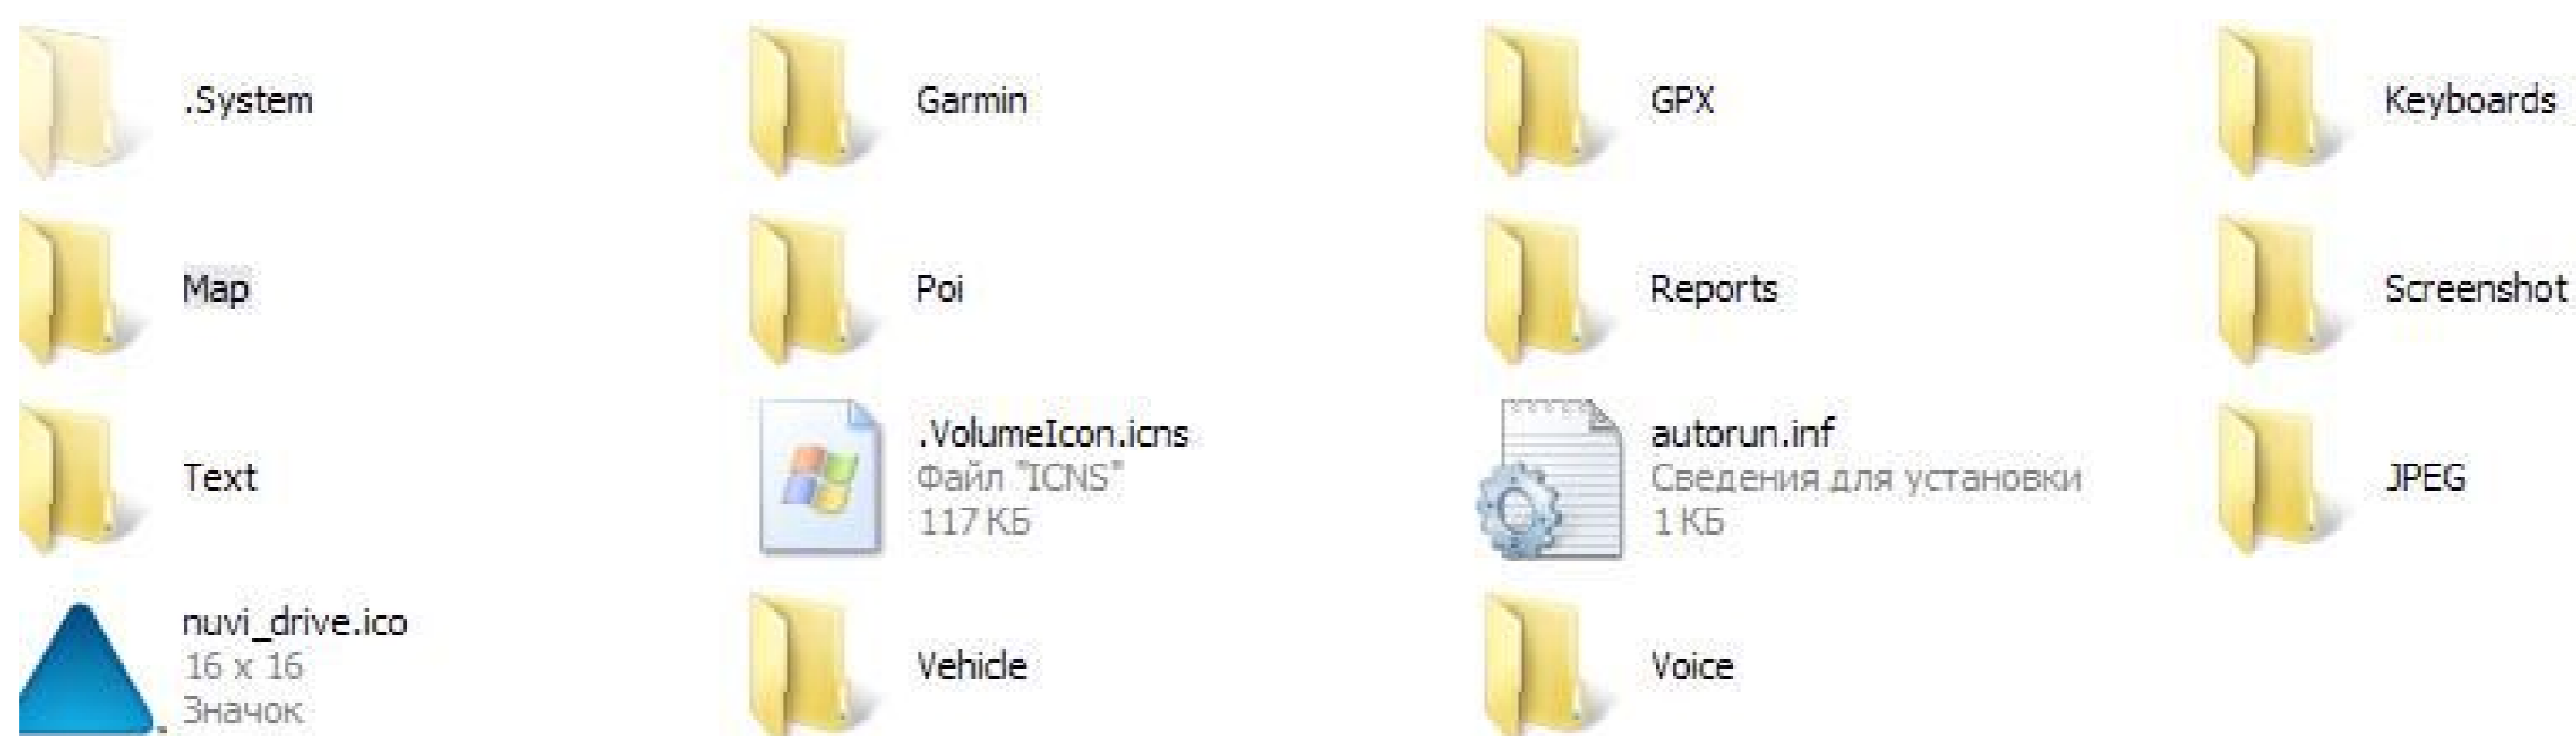 .System
Garmin
GPX
Keyboards
Map
Poi
Reports
Screenshot
Text
.VolumeIcon.icns
Файл "ICNS"
117 КБ
autorun.inf
Сведения для установки
1 КБ
JPEG
nuvi_drive.ico
16 x 16
Значок
Vehicle
Voice